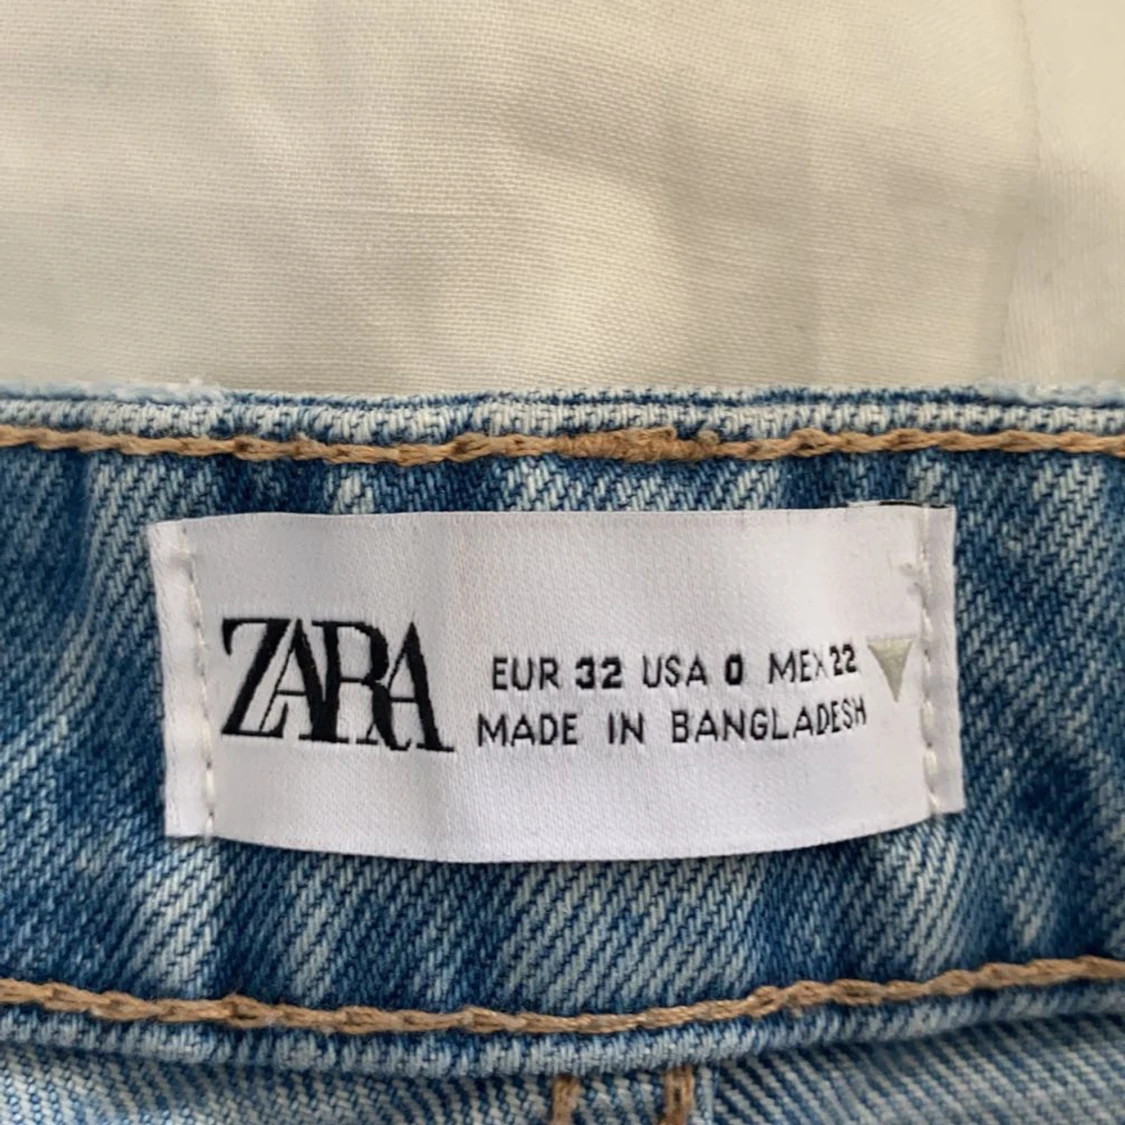 ZARA
EUR 32 USA 0 MEX 22
MADE IN BANGLADESH